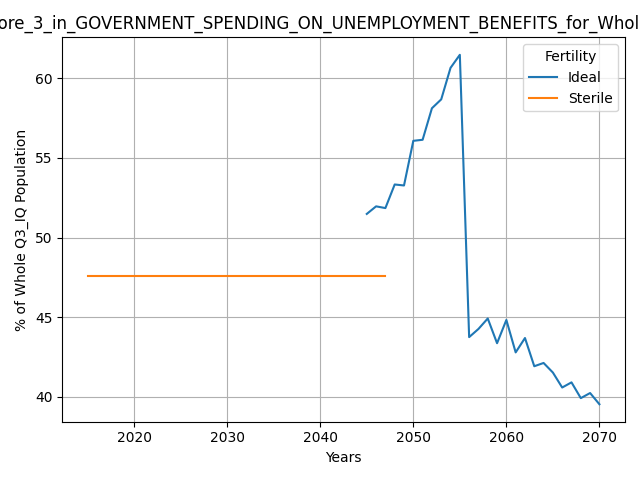 ore_3_in_GOVERNMENT_SPENDING_ON_UNEMPLOYMENT_BENEFITS_for_Whol
Fertility
Ideal
Sterile
% of Whole Q3_IQ Population
60
55
50
45
40
2020 2030 2040 2050 2060 2070
Years